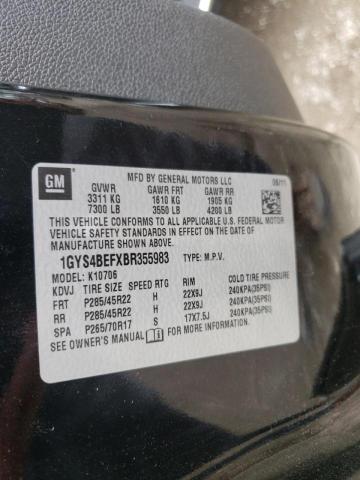 GM
MFD BY GENERAL MOTORS LLC 06/11
GVWR GAWR FRT GAWR RR
3311 KG 1610 KG 1905 KG
7300 LB 3550 LB 4200 LB
THIS VEHICLE CONFORMS TO ALL APPLICABLE U.S. FEDERAL MOTOR
VEHICLE SAFETY STANDARDS IN EFFECT ON THE DATE OF
MANUFACTURE SHOWN ABOVE.
1GYS4BEFXBR355983 TYPE: M.P.V.
MODEL: K10706
KDVJ TIRE SIZE SPEED RTG RIM COLD TIRE PRESSURE
FRT P285/45R22 H 22X9J 240KPA(35PSI)
RR P285/45R22 H 22X9J 240KPA(35PSI)
SPA P265/70R17 S 17X7.5J 240KPA(35PSI)
SEE OWNER'S MANUAL FOR MORE INFORMATION.